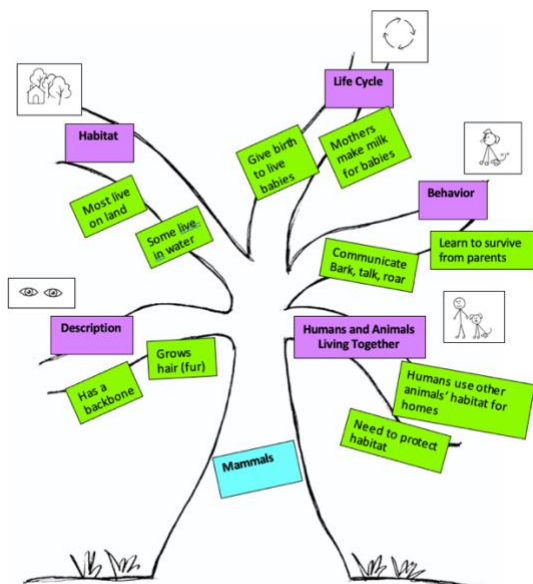 Life Cycle
Habitat
Give birth
to live
babies
Mothers
make milk
for babies
Behavior
Most live
on land
Some live
in water
Communicate
Bark, talk, roar
Learn to survive
from parents
Description
Grows
hair (fur)
Has a
backbone
Humans and Animals
Living Together
Humans use other
animals' habitat for
homes
Need to protect
habitat
Mammals